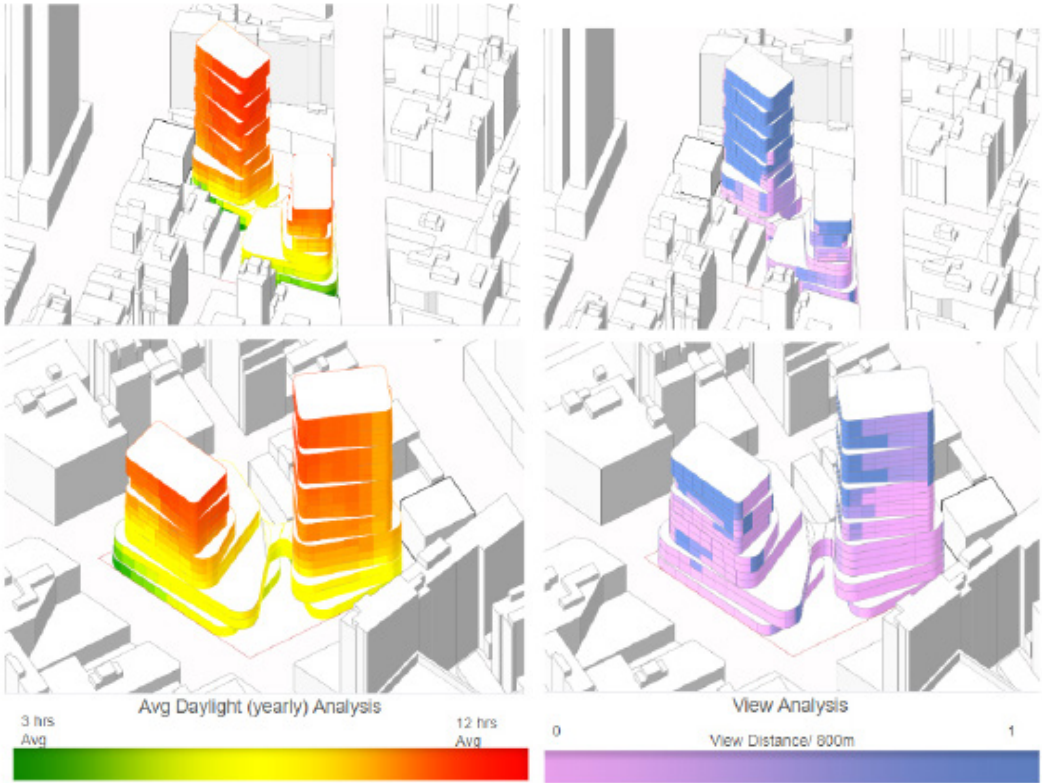 Avg Daylight (yearly) Analysis
3 hrs
Avg
12 hrs
Avg
View Analysis
0
1
View Distance/ 800m